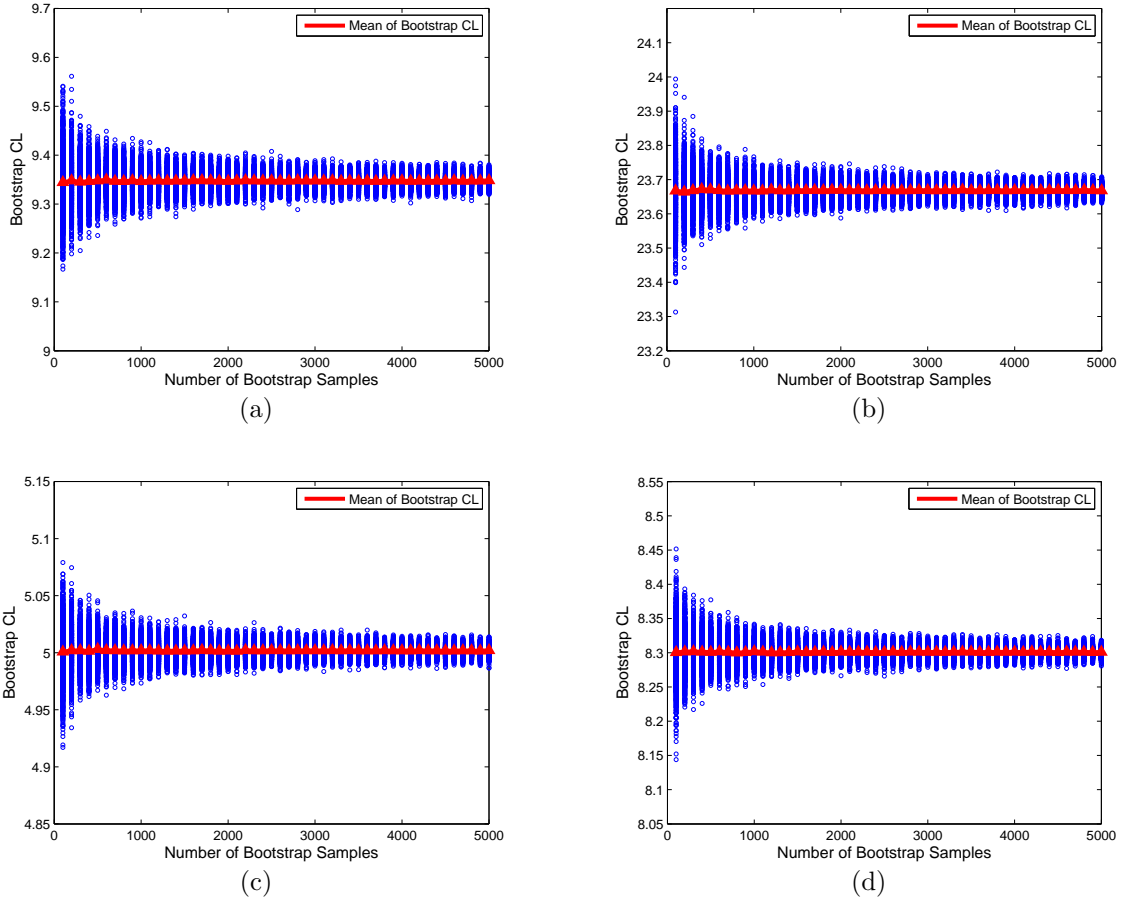 9.7
9.6
9.5
9.4
9.3
9.2
9.1
9
Bootstrap CL
Mean of Bootstrap CL
0 1000 2000 3000 4000 5000
Number of Bootstrap Samples
(a)
24.1
24
23.9
23.8
23.7
23.6
23.5
23.4
23.3
23.2
Bootstrap CL
Mean of Bootstrap CL
0 1000 2000 3000 4000 5000
Number of Bootstrap Samples
(b)
5.15
5.1
5.05
5
4.95
4.9
4.85
Bootstrap CL
Mean of Bootstrap CL
0 1000 2000 3000 4000 5000
Number of Bootstrap Samples
(c)
8.55
8.5
8.45
8.4
8.35
8.3
8.25
8.2
8.15
8.1
8.05
Bootstrap CL
Mean of Bootstrap CL
0 1000 2000 3000 4000 5000
Number of Bootstrap Samples
(d)